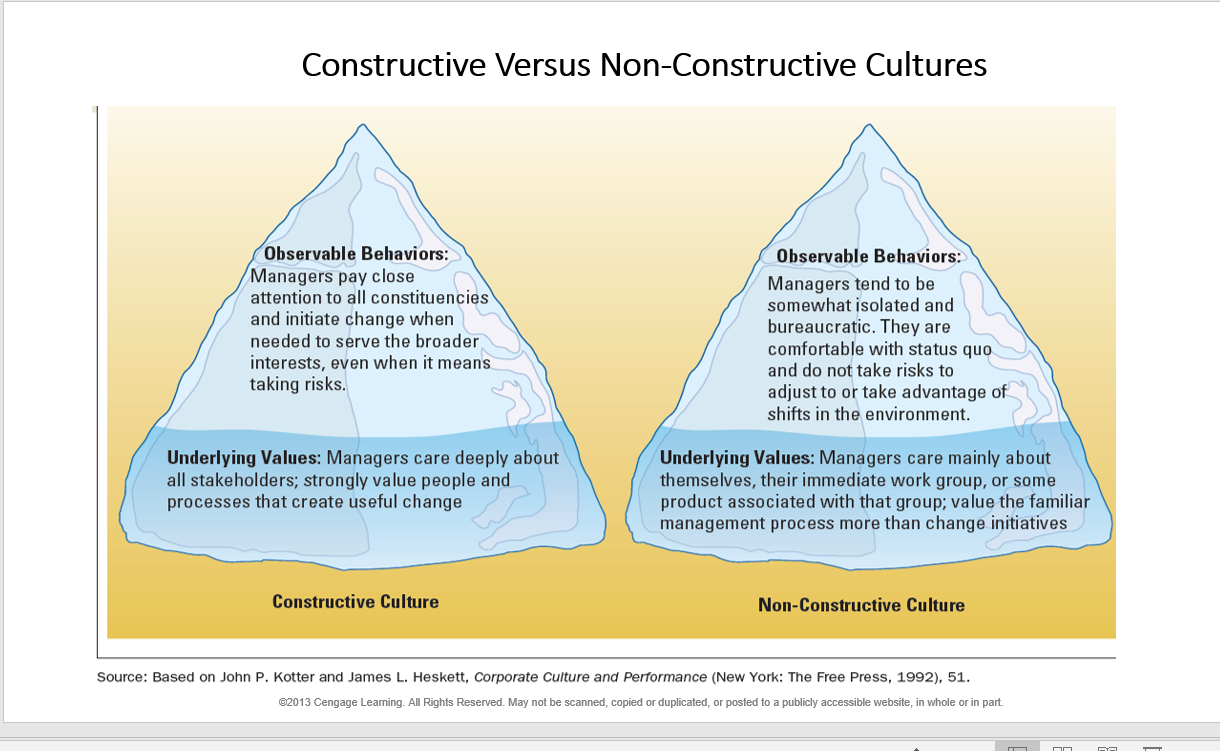 Constructive Versus Non-Constructive Cultures
Observable Behaviors:
Managers pay close
attention to all constituencies
and initiate change when
needed to serve the broader
interests, even when it means
taking risks.
Underlying Values: Managers care deeply about
all stakeholders; strongly value people and
processes that create useful change
Constructive Culture
Observable Behaviors:
Managers tend to be
somewhat isolated and
bureaucratic. They are
comfortable with status quo
and do not take risks to
adjust to or take advantage of
shifts in the environment.
Underlying Values: Managers care mainly about
themselves, their immediate work group, or some
product associated with that group; value the familiar
management process more than change initiatives
Non-Constructive Culture
Source: Based on John P. Kotter and James L. Heskett, Corporate Culture and Performance (New York: The Free Press, 1992), 51.
©2013 Cengage Learning. All Rights Reserved. May not be scanned, copied or duplicated, or posted to a publicly accessible website, in whole or in part.